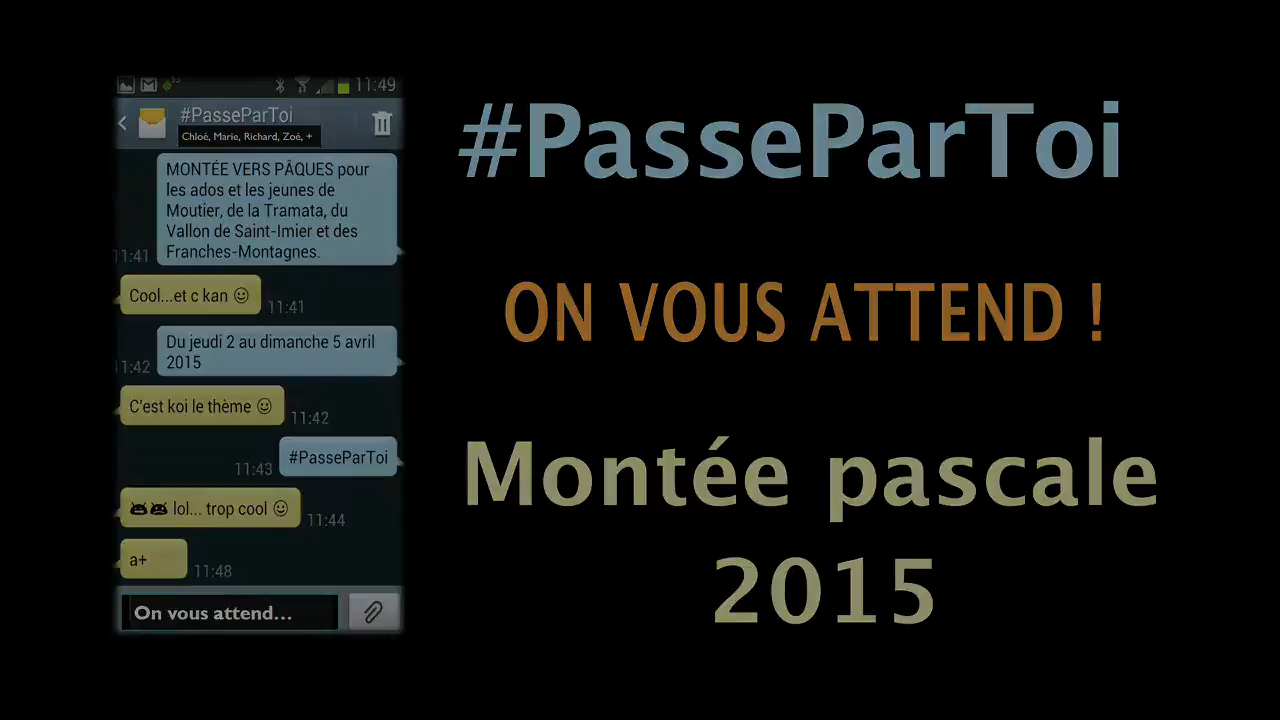 11:49
#PasseParToi
Chloé, Marie, Richard, Zoé, +
MONTÉE VERS PÂQUES pour
les ados et les jeunes de
Moutier, de la Tramata, du
Vallon de Saint-Imier et des
Franches-Montagnes.
11:41
Cool...et c kan ☺
11:41
Du jeudi 2 au dimanche 5 avril
2015
11:42
C'est koi le thème ☺
11:42
#PasseParToi
11:43
lol... trop cool ☺
11:44
a+
11:48
On vous attend...
#PasseParToi
ON VOUS ATTEND !
Montée pascale
2015